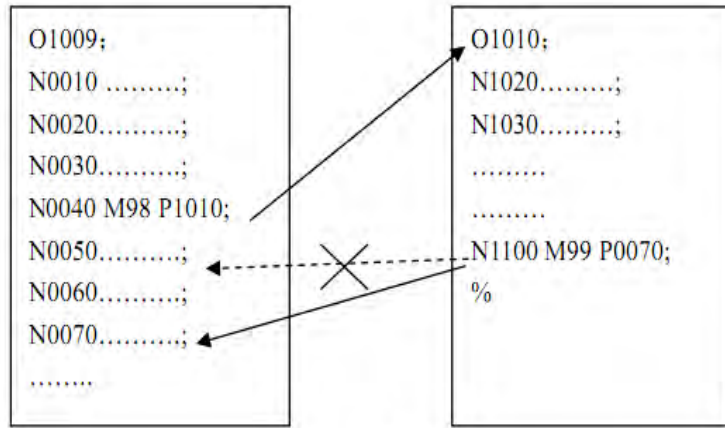 O1009;
N0010 .........;
N0020.........;
N0030.........;
N0040 M98 P1010;
N0050.........;
N0060.........;
N0070.........;
........
O1010;
N1020.........;
N1030.........;
.........
.........
N1100 M99 P0070;
%